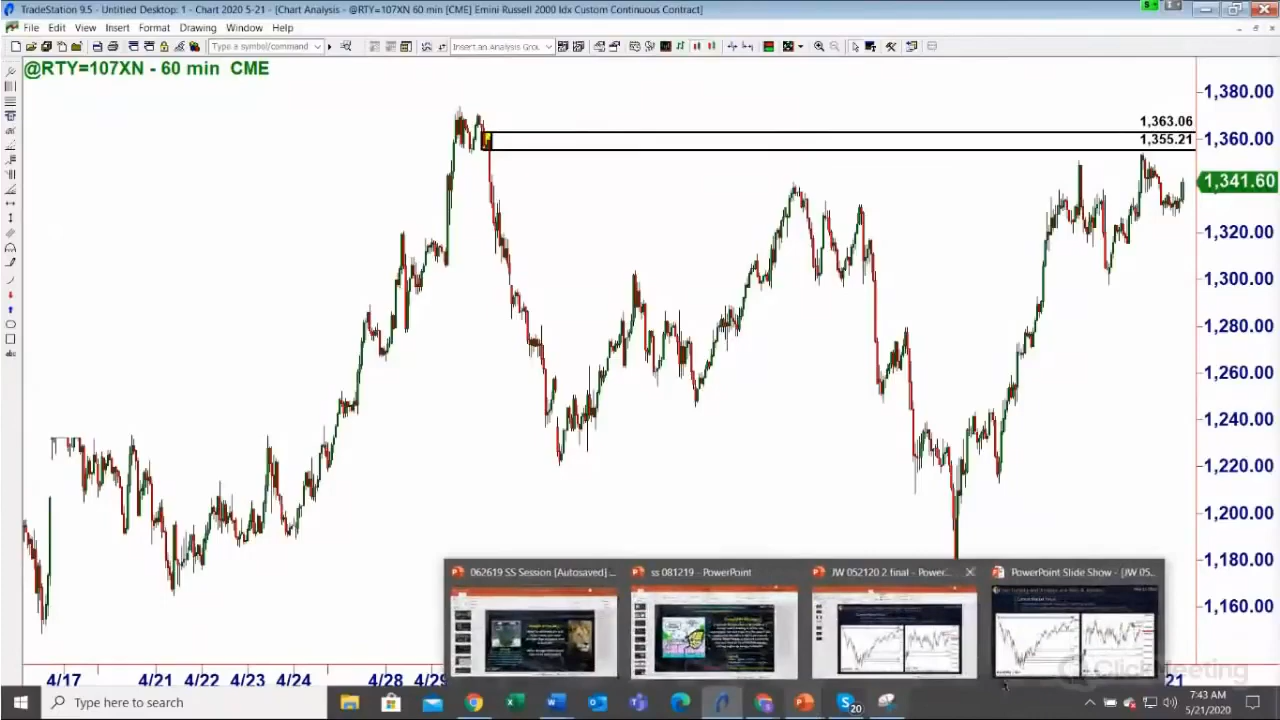 TradeStation 9.5 - Untitled Desktop: 1 - Chart 2020 5-21 - [Chart Analysis - @RTY=107XN 60 min [CME] Emini Russell 2000 Idx Custom Continuous Contract]
File Edit View Insert Format Drawing Window Help
Type a symbol/command
Insert an Analysis Grou
@RTY=107XN - 60 min CME
1,380.00
1,363.06
1,360.00
1,355.21
1,341.60
1,320.00
1,300.00
1,280.00
1,260.00
1,240.00
1,220.00
1,200.00
1,180.00
1,160.00
062619 SS Session [Autosaved] ...
ss 081219 - PowerPoint
JW 052120 2 final - Power...
PowerPoint Slide Show - [JW 05...
ClickMeeting
4/17 4/21 4/22 4/23 4/24 4/28 4/29
21
Type here to search
20
7:43 AM
5/21/2020